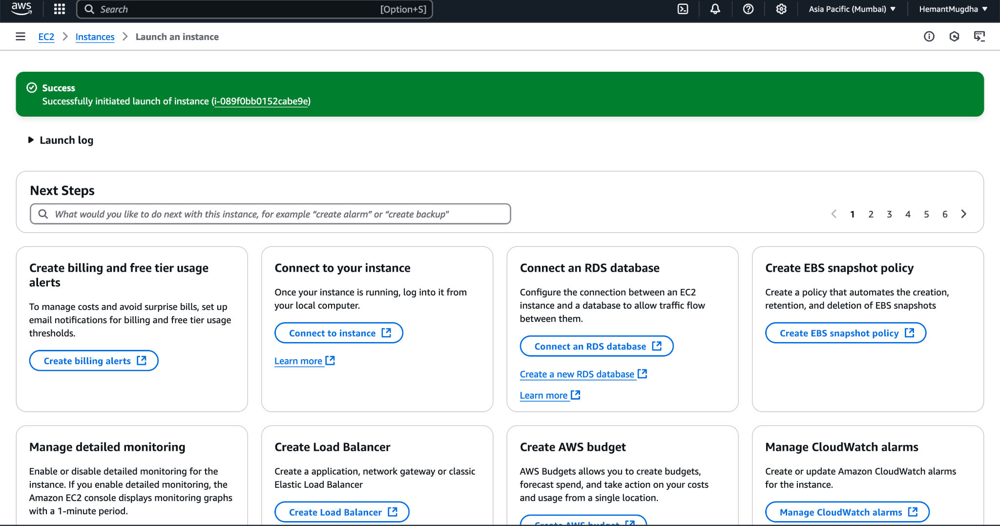 aws
Search [Option+S]
Asia Pacific (Mumbai)
HemantMugdha
EC2 Instances Launch an instance
Success
Successfully initiated launch of instance (i-089f0bb0152cabe9e)
Launch log
Next Steps
What would you like to do next with this instance, for example “create alarm” or “create backup"
1 2 3 4 5 6
Create billing and free tier usage
alerts
To manage costs and avoid surprise bills, set up
email notifications for billing and free tier usage
thresholds.
Create billing alerts
Connect to your instance
Once your instance is running, log into it from
your local computer.
Connect to instance
Learn more
Connect an RDS database
Configure the connection between an EC2
instance and a database to allow traffic flow
between them.
Connect an RDS database
Create a new RDS database
Learn more
Create EBS snapshot policy
Create a policy that automates the creation,
retention, and deletion of EBS snapshots
Create EBS snapshot policy
Manage detailed monitoring
Enable or disable detailed monitoring for the
instance. If you enable detailed monitoring, the
Amazon EC2 console displays monitoring graphs
with a 1-minute period.
Create Load Balancer
Create a application, network gateway or classic
Elastic Load Balancer
Create Load Balancer
Create AWS budget
AWS Budgets allows you to create budgets,
forecast spend, and take action on your costs
and usage from a single location.
Create AWS budget
Manage CloudWatch alarms
Create or update Amazon CloudWatch alarms
for the instance.
Manage CloudWatch alarms